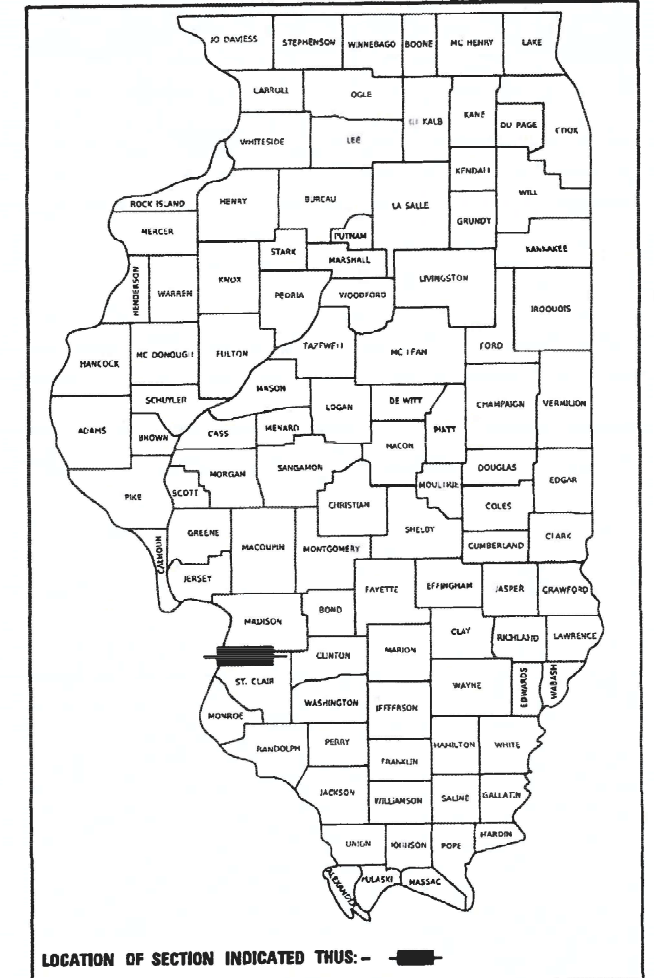 JO DAVIESS STEPHENSON WINNEBAGO BOONE MC HENRY LAKE
CARROLL OGLE DE KALB KANE DU PAGE COOK
WHITESIDE LEE
KENDALL WILL
ROCK ISLAND HENRY BUREAU LA SALLE GRUNDY
MERCER PUTNAM
STARK MARSHALL KANKAKEE
HENDERSON WARREN KNOX PEORIA WOODFORD LIVINGSTON IROQUOIS
HANCOCK MC DONOUGH FULTON TAZEWELL MC LEAN FORD
SCHUYLER MASON LOGAN DE WITT CHAMPAIGN VERMILION
ADAMS BROWN CASS MENARD MACON PIATT
PIKE SCOTT MORGAN SANGAMON CHRISTIAN MOULTRIE DOUGLAS EDGAR
COLES
CALHOUN GREENE MACOUPIN MONTGOMERY SHELBY CUMBERLAND CLARK
JERSEY FAYETTE EFFINGHAM JASPER CRAWFORD
MADISON BOND
CLINTON MARION CLAY RICHLAND LAWRENCE
ST. CLAIR WASHINGTON JEFFERSON WAYNE EDWARDS WABASH
MONROE
RANDOLPH PERRY FRANKLIN HAMILTON WHITE
JACKSON WILLIAMSON SALINE GALLATIN
UNION JOHNSON POPE HARDIN
ALEXANDER PULASKI MASSAC
LOCATION OF SECTION INDICATED THUS: -